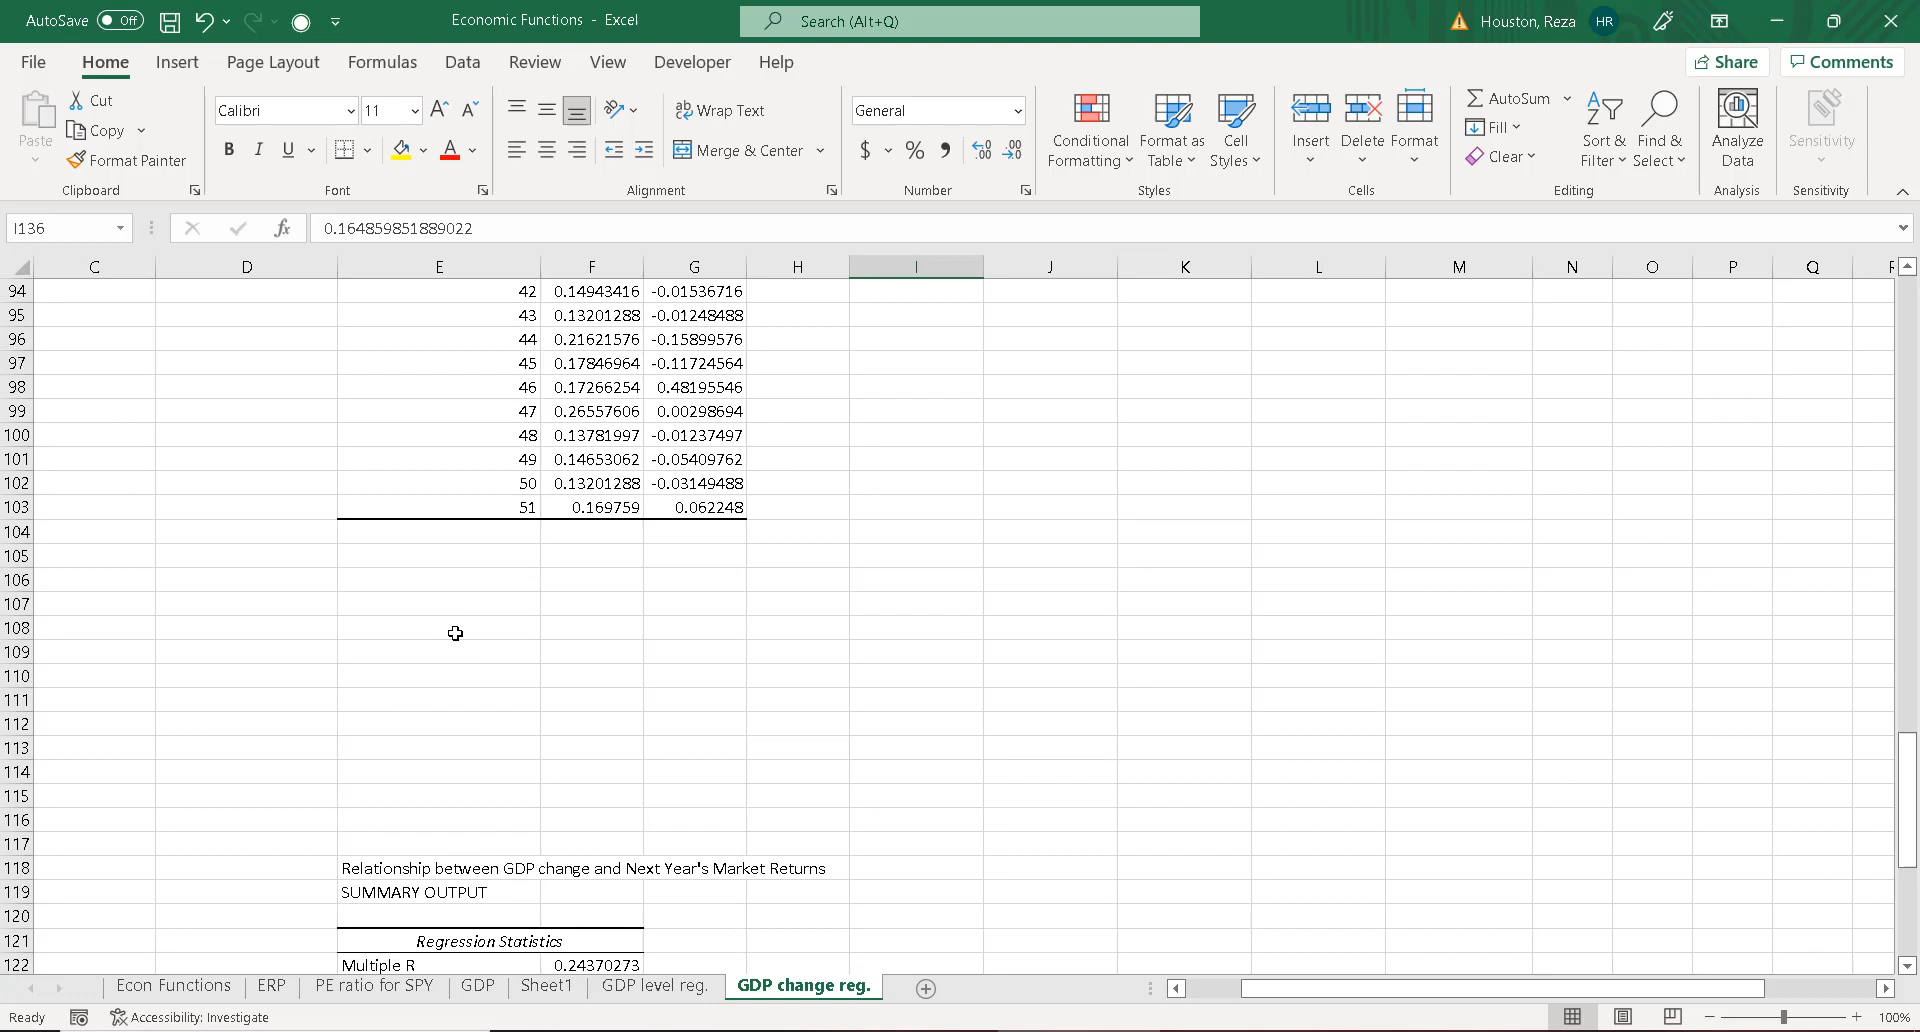 AutoSave Off Economic Functions - Excel Search (Alt+Q) Houston, Reza HR
File Home Insert Page Layout Formulas Data Review View Developer Help Share Comments
Paste Cut Copy Format Painter Clipboard
Calibri 11 B I U A Font
Wrap Text Merge & Center Alignment
General $ % Number
Conditional Formatting Format as Table Cell Styles Styles
Insert Delete Format Cells
AutoSum Fill Clear Sort & Filter Find & Select Editing
Analyze Data Analysis
Sensitivity Sensitivity
I136 fx 0.164859851889022
C D E F G H I J K L M N O P Q
94 42 0.14943416 -0.01536716
95 43 0.13201288 -0.01248488
96 44 0.21621576 -0.15899576
97 45 0.17846964 -0.11724564
98 46 0.17266254 0.48195546
99 47 0.26557606 0.00298694
100 48 0.13781997 -0.01237497
101 49 0.14653062 -0.05409762
102 50 0.13201288 -0.03149488
103 51 0.169759 0.062248
104
105
106
107
108
109
110
111
112
113
114
115
116
117
118 Relationship between GDP change and Next Year's Market Returns
119 SUMMARY OUTPUT
120
121 Regression Statistics
122 Multiple R 0.24370273
Econ Functions ERP PE ratio for SPY GDP Sheet1 GDP level reg. GDP change reg.
Ready Accessibility: Investigate 100%